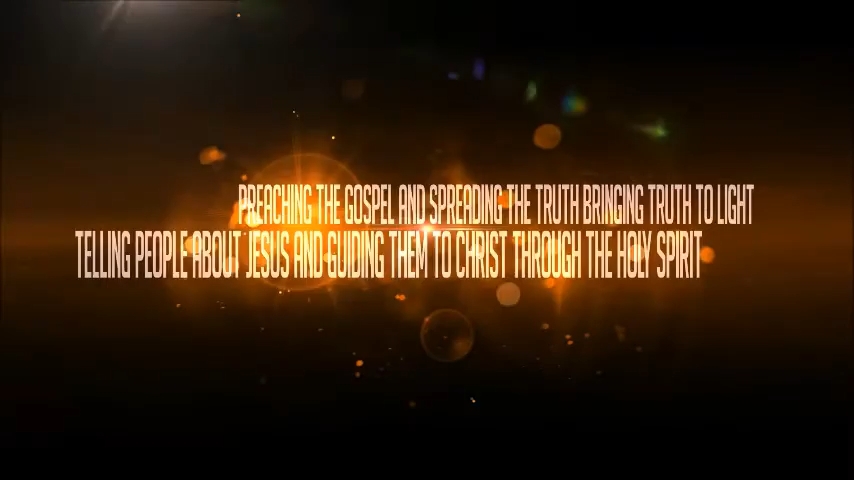 PREACHING THE GOSPEL AND SPREADING THE TRUTH BRINGING TRUTH TO LIGHT
TELLING PEOPLE ABOUT JESUS AND GUIDING THEM TO CHRIST THROUGH THE HOLY SPIRIT